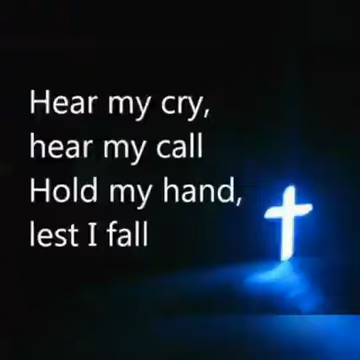 Hear my cry,
hear my call
Hold my hand,
lest I fall